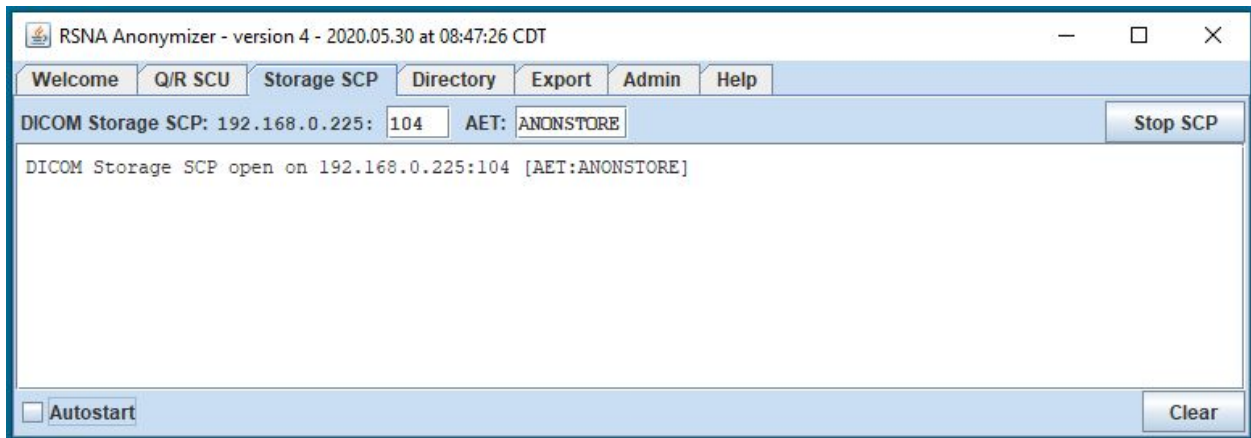 RSNA Anonymizer - version 4 - 2020.05.30 at 08:47:26 CDT
Welcome Q/R SCU Storage SCP Directory Export Admin Help
DICOM Storage SCP: 192.168.0.225: 104 AET: ANONSTORE Stop SCP
DICOM Storage SCP open on 192.168.0.225:104 [AET:ANONSTORE]
Autostart Clear